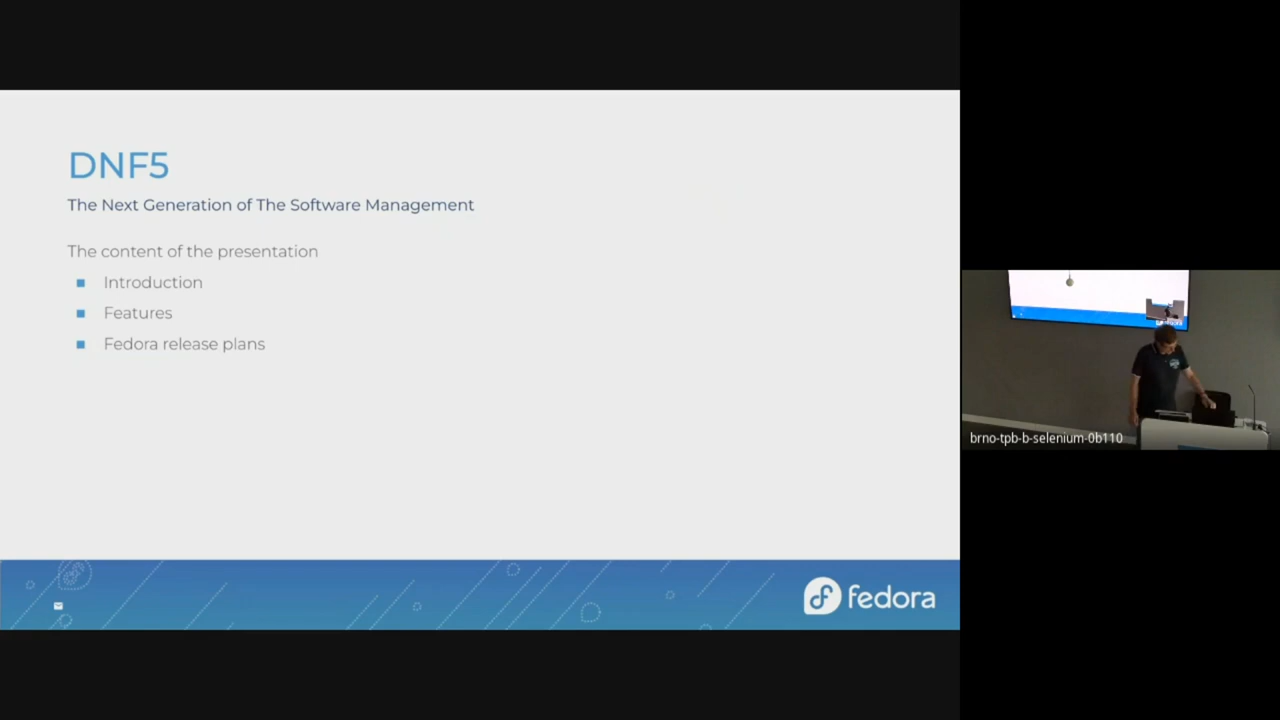 DNF5
The Next Generation of The Software Management
The content of the presentation
Introduction
Features
Fedora release plans
fedora
brno-tpb-b-selenium-0b110